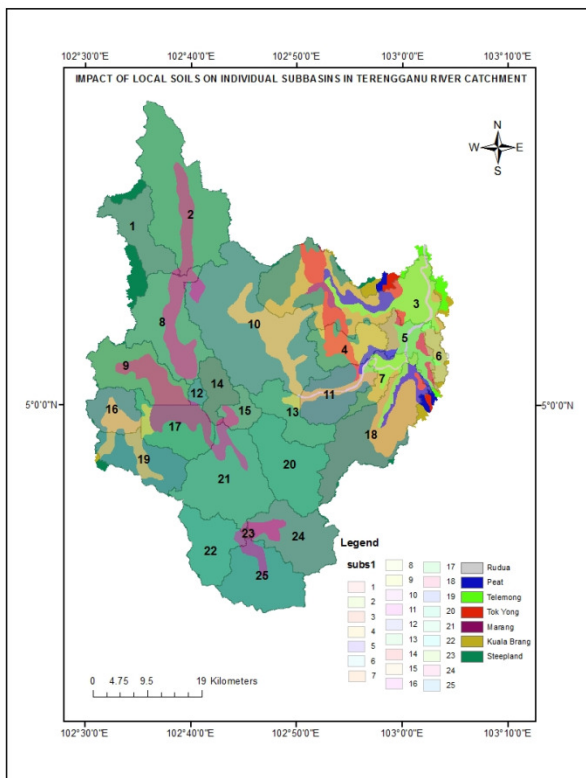 102°30'0"E 102°40'0"E 102°50'0"E 103°0'0"E 103°10'0"E
IMPACT OF LOCAL SOILS ON INDIVIDUAL SUBBASINS IN TERENGGANU RIVER CATCHMENT
N
W E
S
2
1
3
8
10
5
4
6
9
7
14
12
11
5°0'0"N
16
15
13
5°0'0"N
17
18
19
20
21
23
24
22
25
Legend
subs1
1
2
3
4
5
6
7
8
9
10
11
12
13
14
15
16
17
18
19
20
21
22
23
24
25
Rudua
Peat
Telemong
Tok Yong
Marang
Kuala Brang
Steepland
0 4.75 9.5 19 Kilometers
102°30'0"E 102°40'0"E 102°50'0"E 103°0'0"E 103°10'0"E